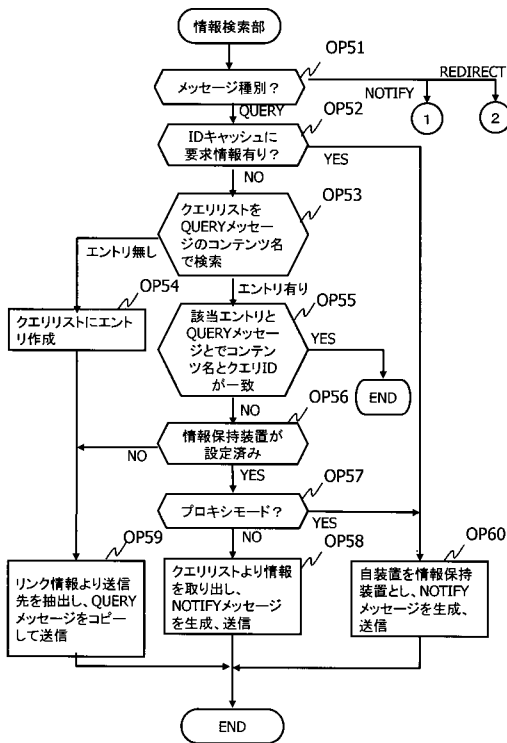 情報検索部
OP51
メッセージ種別？
REDIRECT
NOTIFY
QUERY
1
2
OP52
IDキャッシュに
要求情報有り？
YES
NO
OP53
クエリリストを
QUERYメッセー
ジのコンテンツ名
で検索
エントリ無し
エントリ有り
OP54
クエリリストにエント
リ作成
OP55
該当エントリと
QUERYメッセー
ジとでコンテン
ツ名とクエリID
が一致
YES
END
NO
OP56
情報保持装置が
設定済み
NO
YES
OP57
プロキシモード？
YES
NO
OP59
リンク情報より送信
先を抽出し、QUERY
メッセージをコピー
して送信
OP58
クエリリストより情報
を取り出し、
NOTIFYメッセージ
を生成、送信
OP60
自装置を情報保持
装置とし、NOTIFY
メッセージを生成、
送信
END